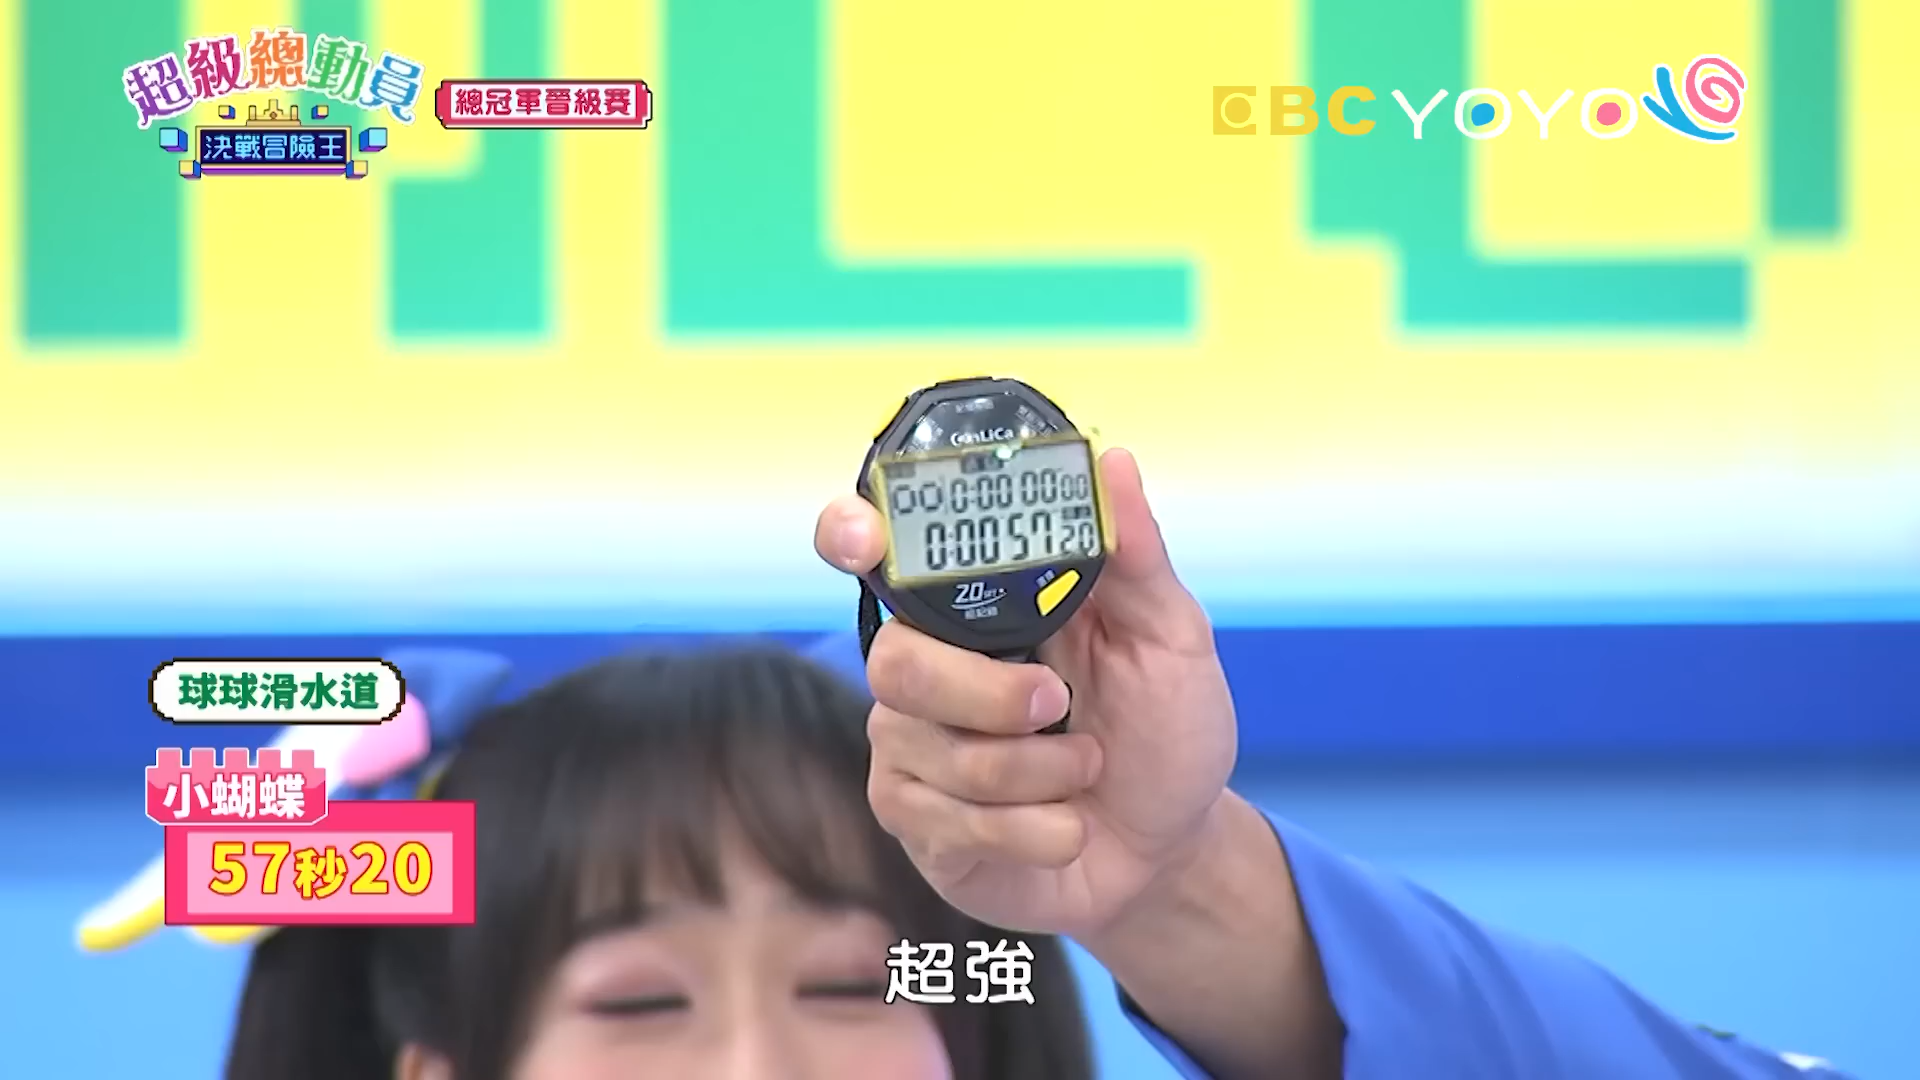 超級總動員
決戰冒險王
總冠軍晉級賽
EBC YOYO
ConLiCa
00 0:00 00 00
0:00 57 20
20
球球滑水道
小蝴蝶
57秒20
超強